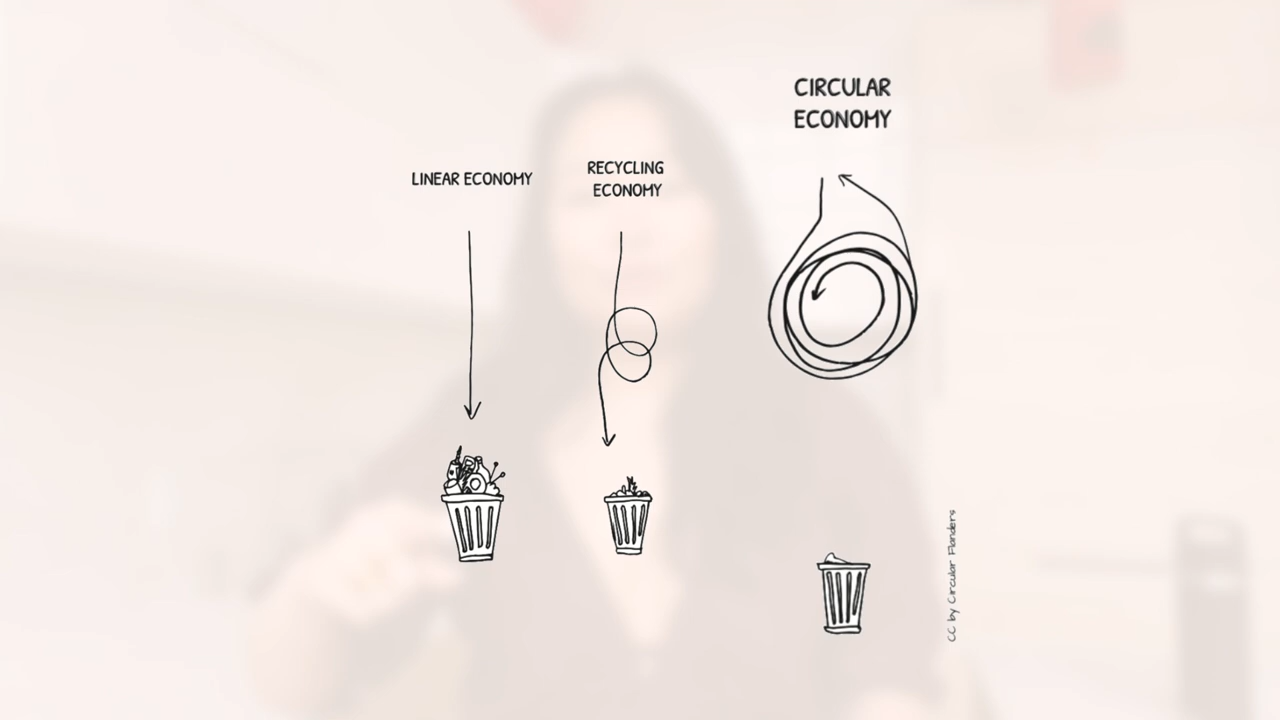 CIRCULAR
ECONOMY
LINEAR ECONOMY
RECYCLING
ECONOMY
CC by Circular Flanders